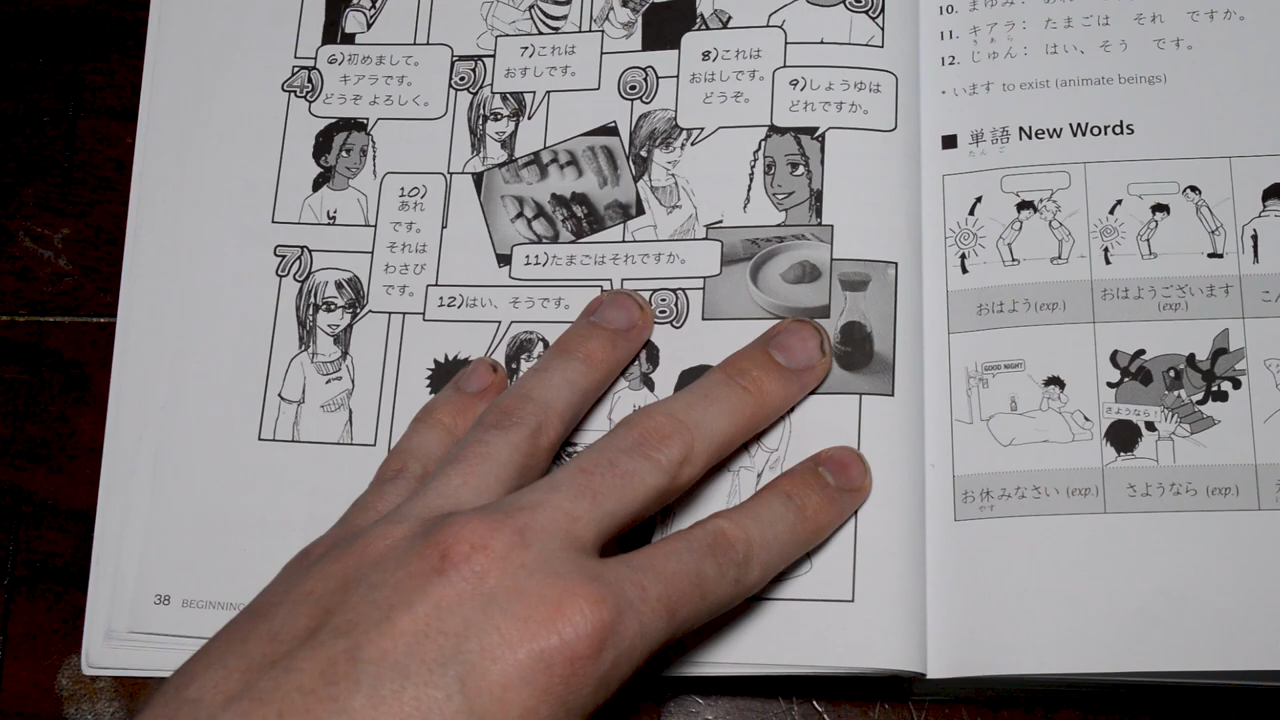 4)
6)初めまして。
キアラです。
どうぞ よろしく。
5)
7)これは
おすしです。
6)
8)これは
おはしです。
どうぞ。
9)しょうゆは
どれですか。
7)
10)
あれ
です。
それは
わさび
です。
11)たまごはそれですか。
12)はい、そうです。
8)
38 BEGINNING
10. まゆみ:
11. キアラ: たまごは それ ですか。
12. じゅん: はい、そう です。
* います to exist (animate beings)
■ 単語 New Words
たん ご
おはよう (exp.)
おはようございます
(exp.)
GOOD NIGHT
さようなら!
お休みなさい (exp.)
やす
さようなら (exp.)